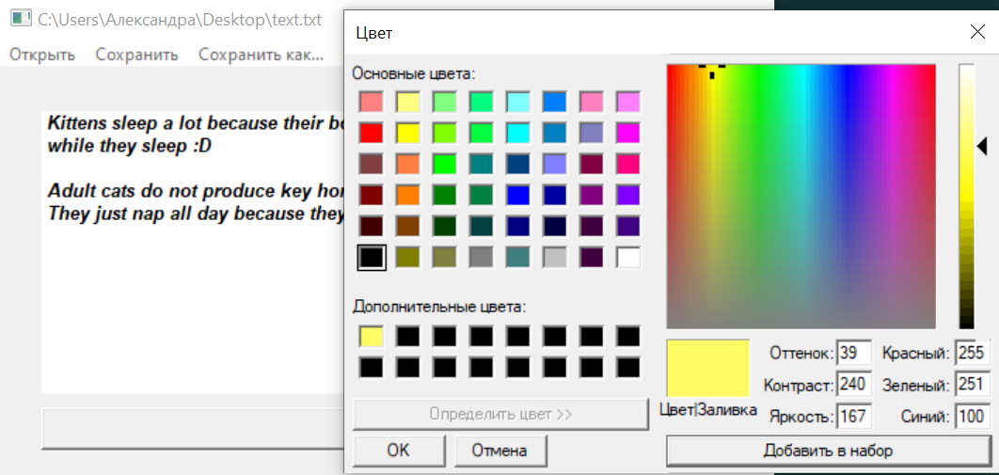 C:\Users\Александра\Desktop\text.txt
Открыть Сохранить Сохранить как...
Kittens sleep a lot because their bo
while they sleep :D
Adult cats do not produce key hor
They just nap all day because they
Цвет
Основные цвета:
Дополнительные цвета:
Определить цвет >>
OK Отмена
Цвет|Заливка
Оттенок: 39 Красный: 255
Контраст: 240 Зеленый: 251
Яркость: 167 Синий: 100
Добавить в набор